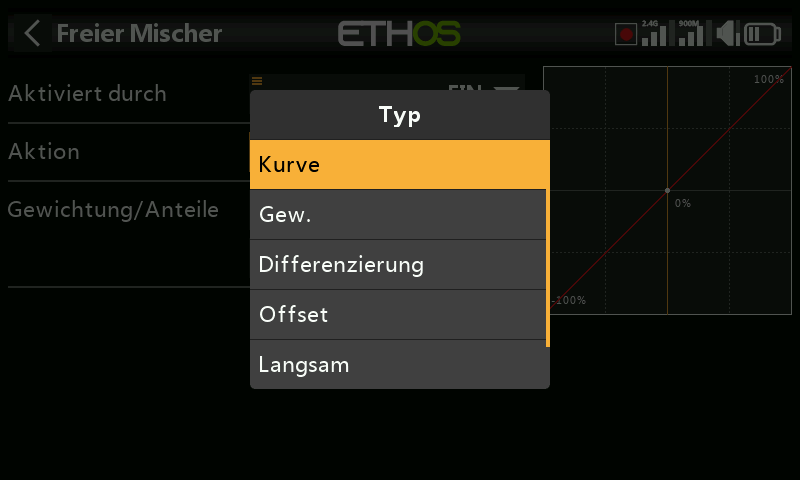 Freier Mischer
ETHOS
2.4G
900M
Aktiviert durch
EIN
Aktion
Gewichtung/Anteile
Typ
Kurve
Gew.
Differenzierung
Offset
Langsam
100%
0%
-100%